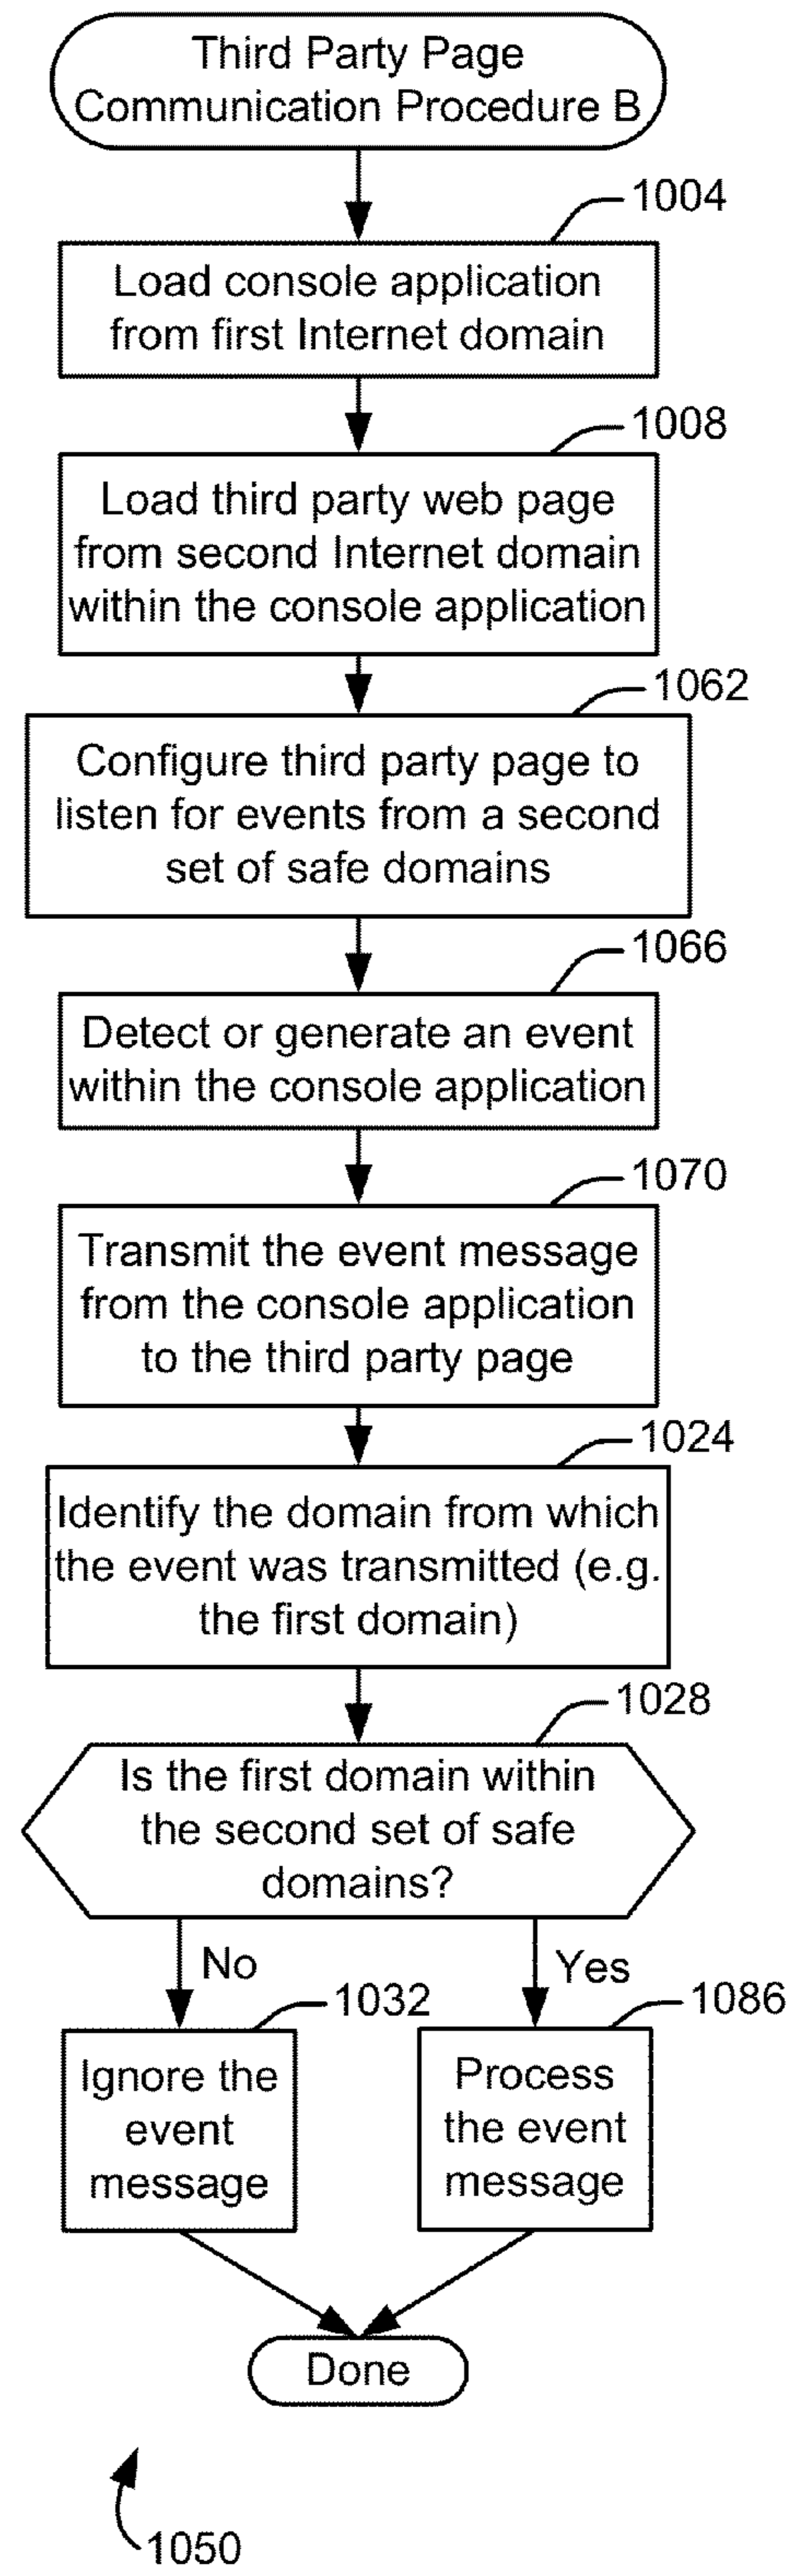 Third Party Page
Communication Procedure B
1004
Load console application
from first Internet domain
1008
Load third party web page
from second Internet domain
within the console application
1062
Configure third party page to
listen for events from a second
set of safe domains
1066
Detect or generate an event
within the console application
1070
Transmit the event message
from the console application
to the third party page
1024
Identify the domain from which
the event was transmitted (e.g.
the first domain)
1028
Is the first domain within
the second set of safe
domains?
No
Yes
1032
Ignore the
event
message
1086
Process
the event
message
Done
1050